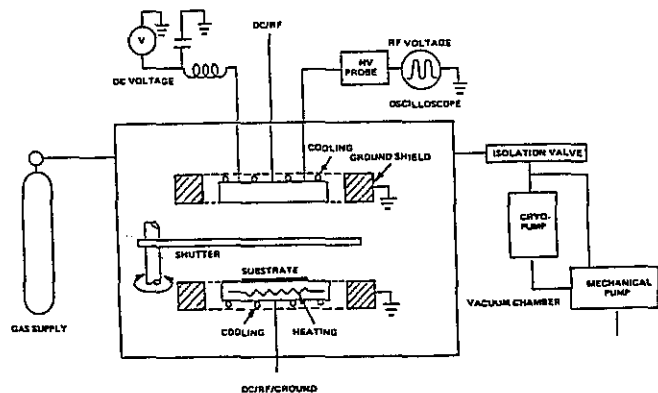 DC/RF
V
DC VOLTAGE
HV
PROBE
RF VOLTAGE
OSCILLOSCOPE
COOLING
GROUND SHIELD
ISOLATION VALVE
CRYO-
PUMP
MECHANICAL
PUMP
VACUUM CHAMBER
SHUTTER
SUBSTRATE
COOLING
HEATING
GAS SUPPLY
DC/RF/GROUND